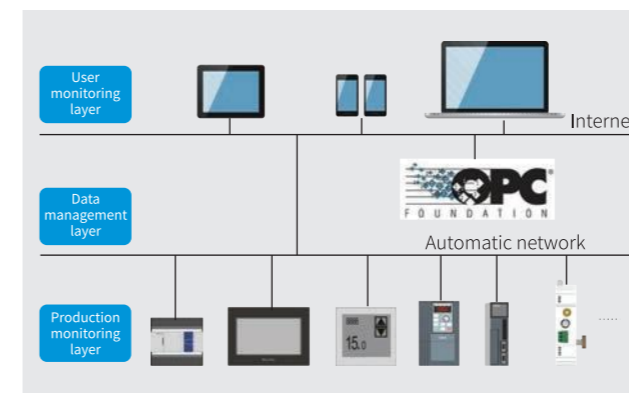 User
monitoring
layer
Interne
OPC
FOUNDATION
Data
management
layer
Automatic network
Production
monitoring
layer
15.0
.....